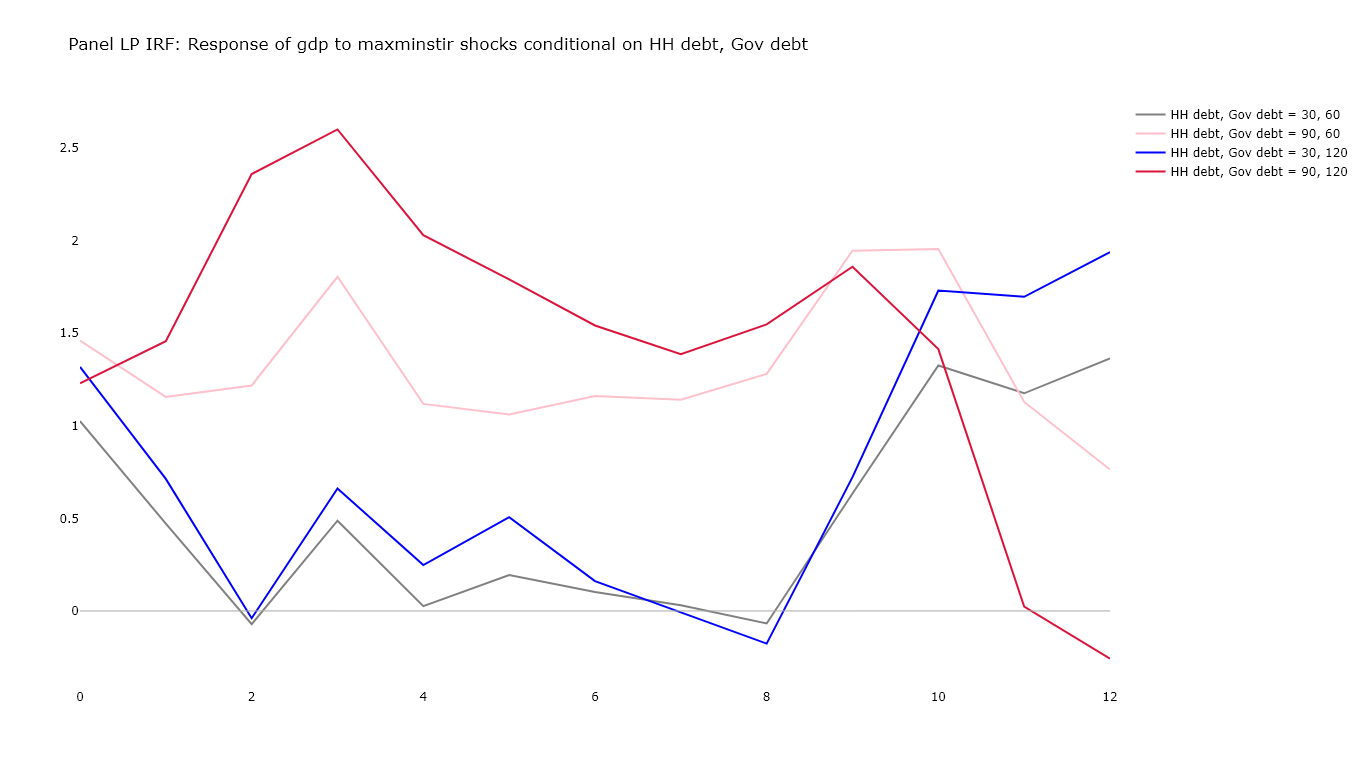 Panel LP IRF: Response of gdp to maxminstir shocks conditional on HH debt, Gov debt
HH debt, Gov debt = 30, 60
HH debt, Gov debt = 90, 60
HH debt, Gov debt = 30, 120
HH debt, Gov debt = 90, 120
2.5
2
1.5
1
0.5
0
0 2 4 6 8 10 12